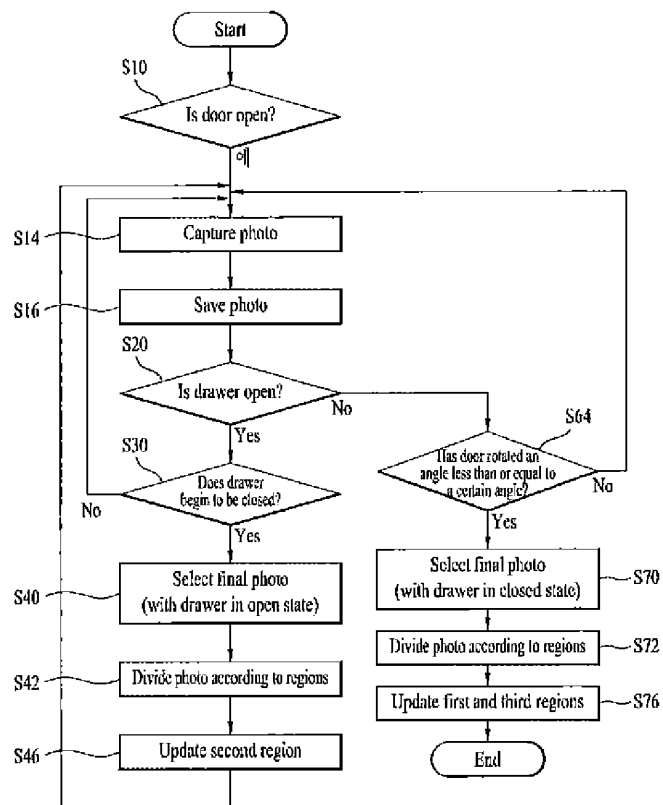 Start
S10
Is door open?
예
S14
Capture photo
S16
Save photo
S20
Is drawer open?
No
Yes
S30
Does drawer
begin to be closed?
No
Yes
S64
Has door rotated an
angle less than or equal to
a certain angle?
No
Yes
S40
Select final photo
(with drawer in open state)
S70
Select final photo
(with drawer in closed state)
S42
Divide photo according to regions
S72
Divide photo according to regions
S46
Update second region
S76
Update first and third regions
End